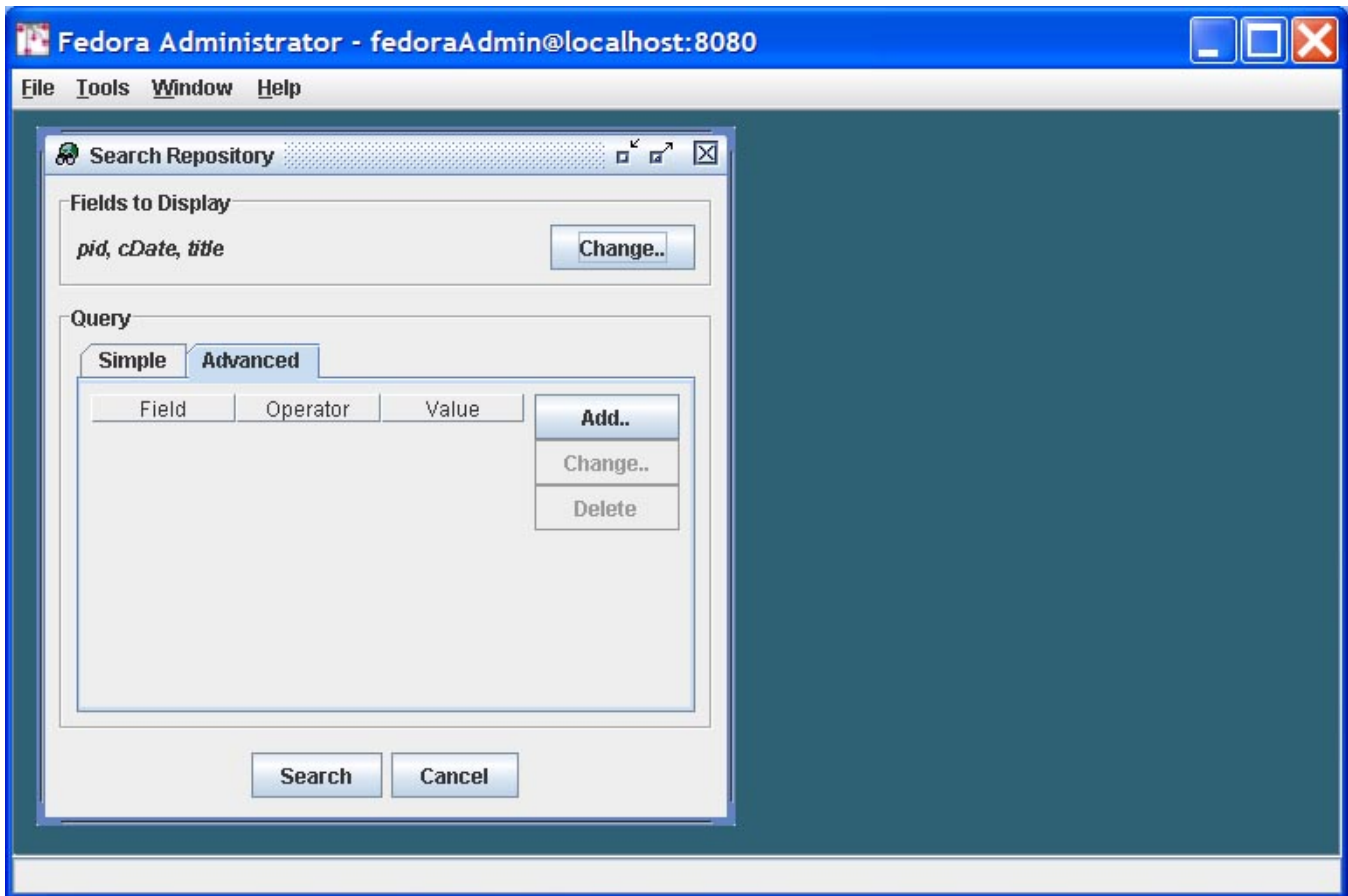 Fedora Administrator - fedoraAdmin@localhost:8080
File Tools Window Help
Search Repository
Fields to Display
pid, cDate, title Change..
Query
Simple Advanced
Field Operator Value Add..
Change..
Delete
Search Cancel